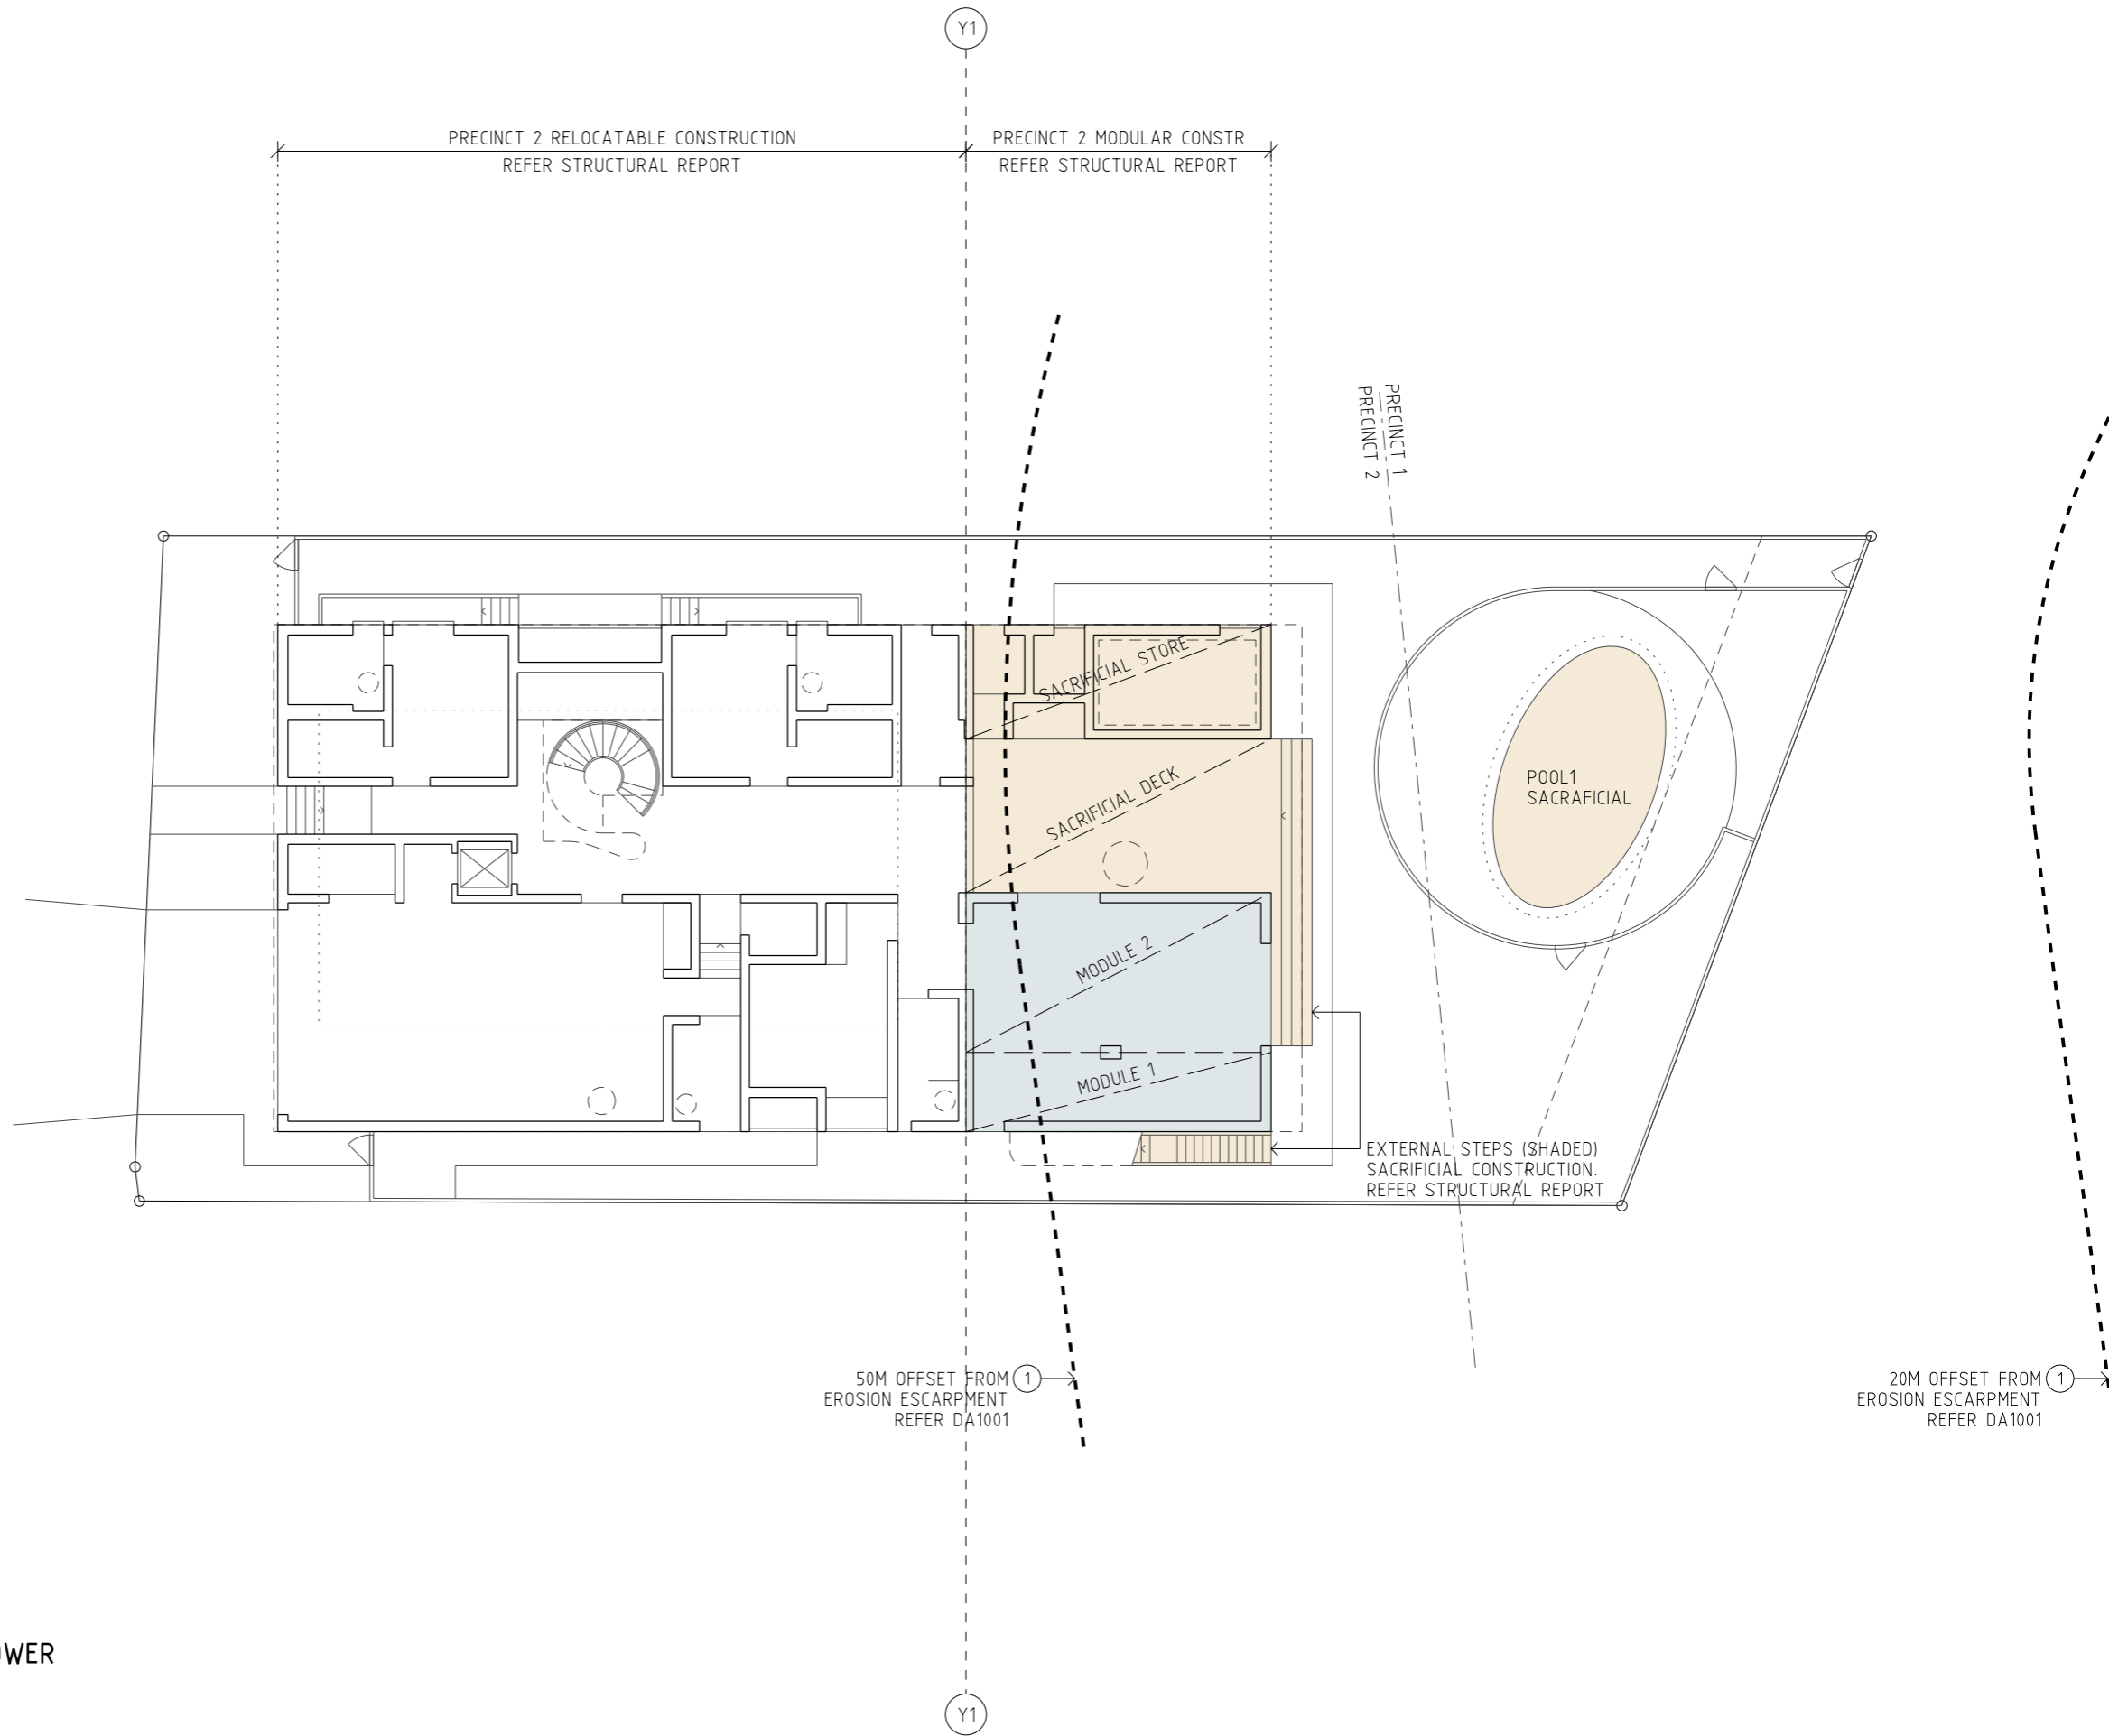 Y1
PRECINCT 2 RELOCATABLE CONSTRUCTION
REFER STRUCTURAL REPORT
PRECINCT 2 MODULAR CONSTR
REFER STRUCTURAL REPORT
PRECINCT 1
PRECINCT 2
SACRIFICIAL STORE
SACRIFICIAL DECK
POOL1
SACRAFICIAL
MODULE 2
MODULE 1
EXTERNAL STEPS (SHADED)
SACRIFICIAL CONSTRUCTION.
REFER STRUCTURAL REPORT
50M OFFSET FROM 1
EROSION ESCARPMENT
REFER DA1001
20M OFFSET FROM 1
EROSION ESCARPMENT
REFER DA1001
Y1